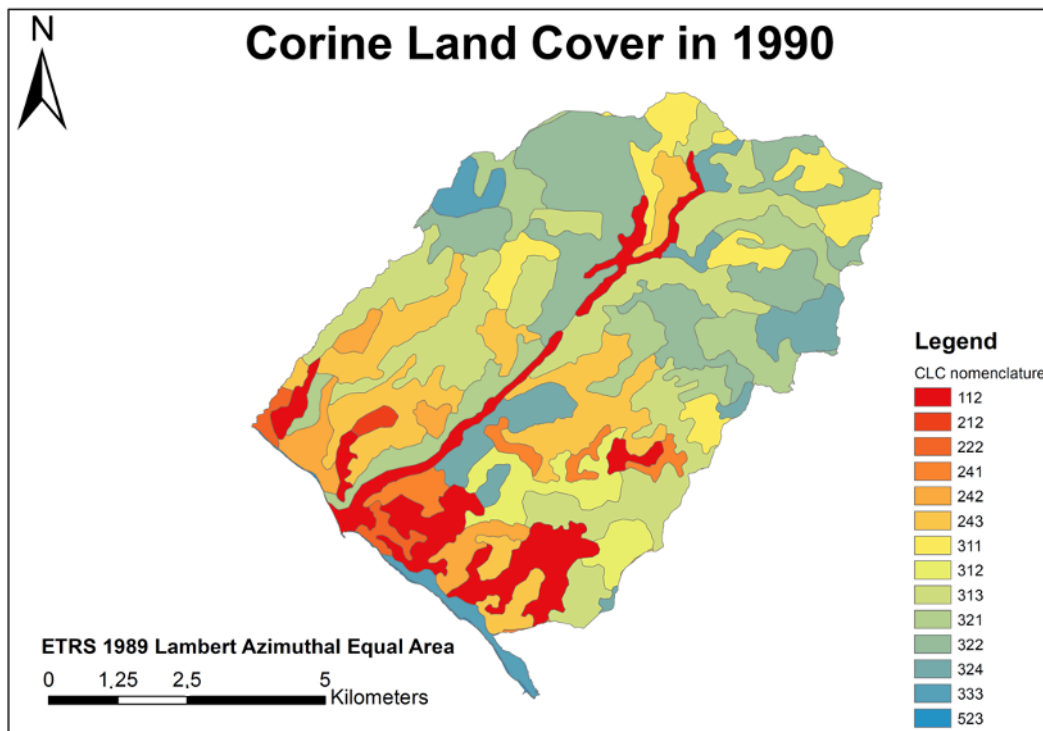 N
Corine Land Cover in 1990
Legend
CLC nomenclature
112
212
222
241
242
243
311
312
313
321
322
324
333
523
ETRS 1989 Lambert Azimuthal Equal Area
0 1,25 2,5 5
Kilometers